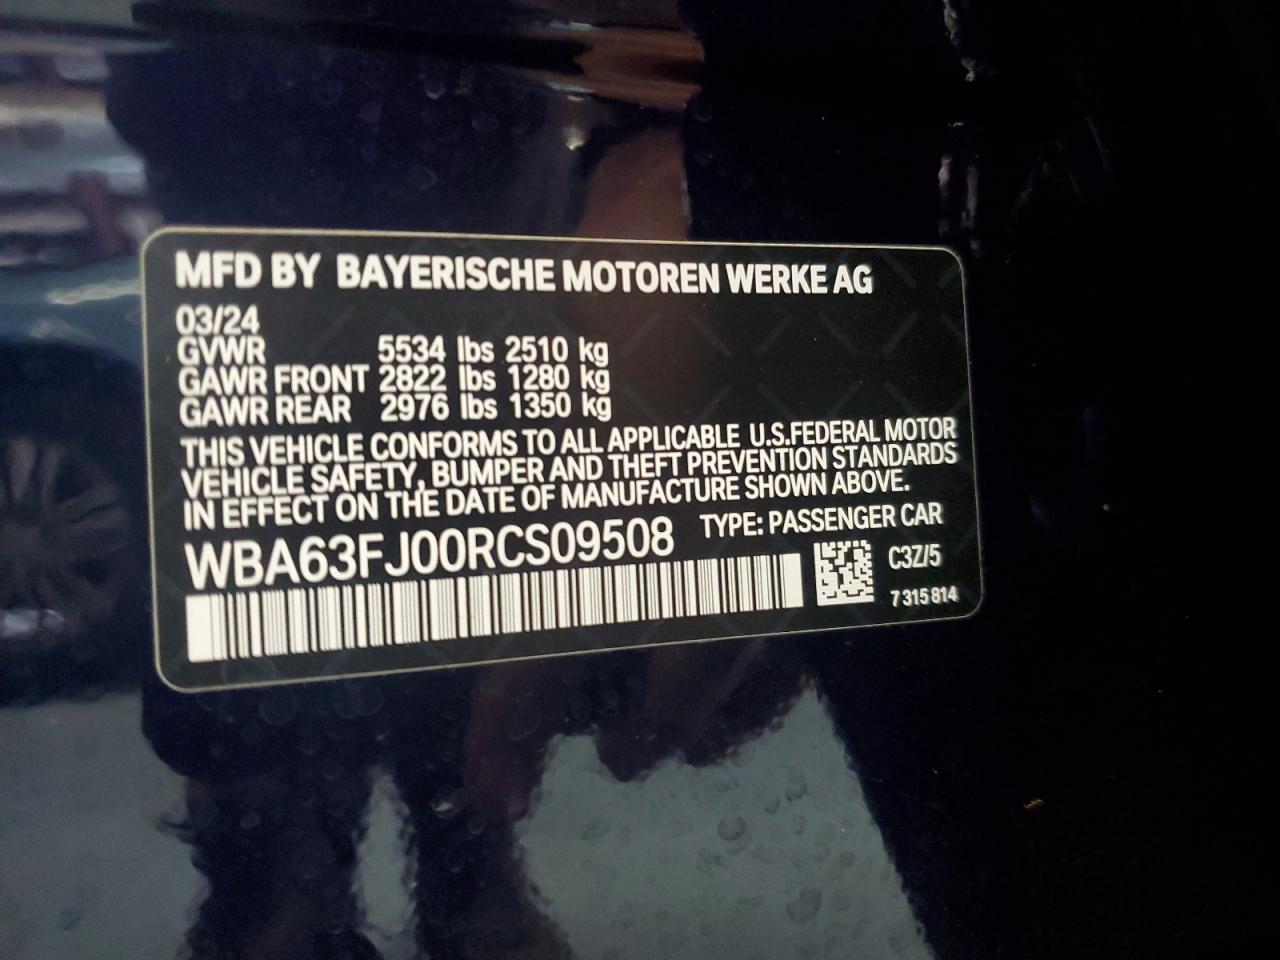 MFD BY BAYERISCHE MOTOREN WERKE AG
03/24
GVWR 5534 lbs 2510 kg
GAWR FRONT 2822 lbs 1280 kg
GAWR REAR 2976 lbs 1350 kg
THIS VEHICLE CONFORMS TO ALL APPLICABLE U.S.FEDERAL MOTOR
VEHICLE SAFETY, BUMPER AND THEFT PREVENTION STANDARDS
IN EFFECT ON THE DATE OF MANUFACTURE SHOWN ABOVE.
WBA63FJ00RCS09508 TYPE: PASSENGER CAR
C3Z/5
7 315 814